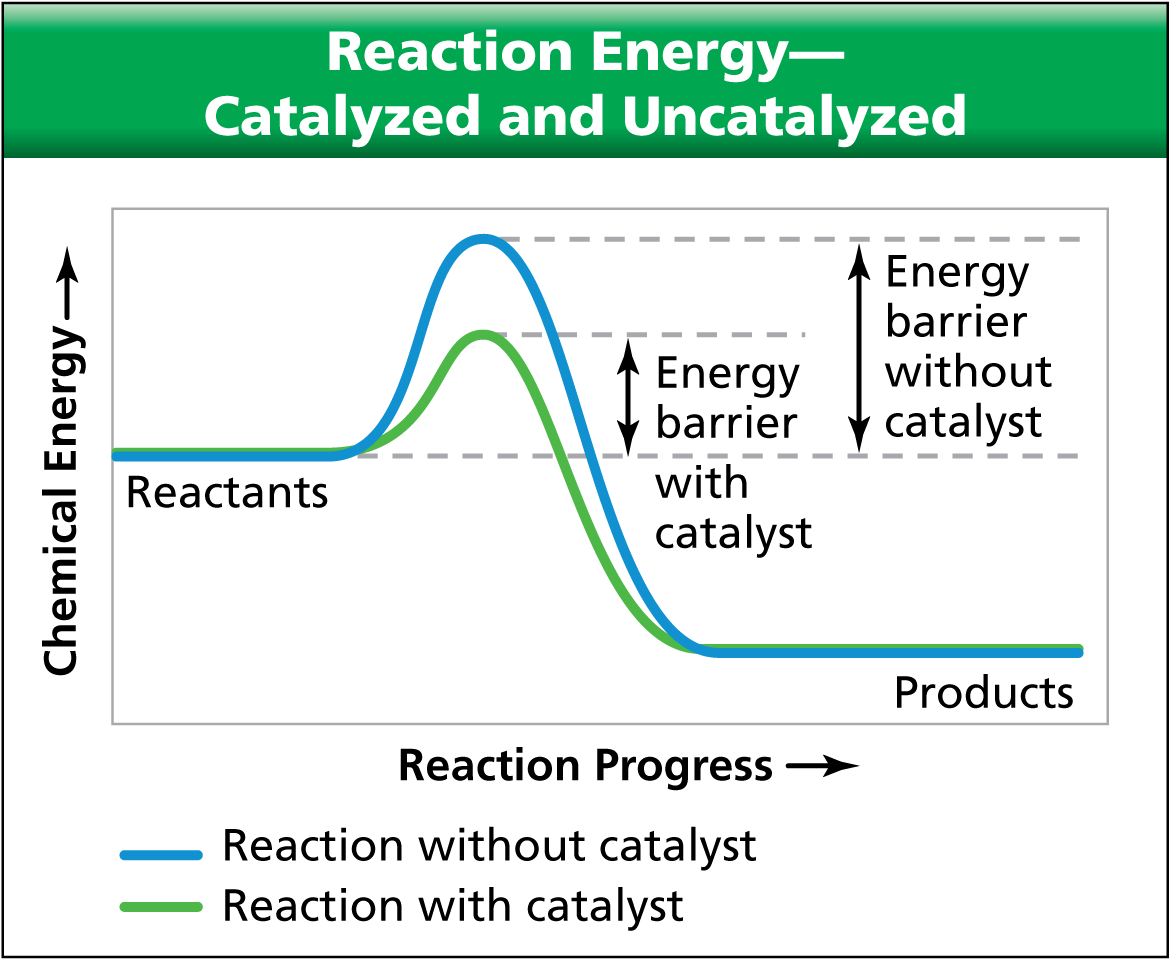 Reaction Energy—
Catalyzed and Uncatalyzed
Chemical Energy
Energy
barrier
without
catalyst
Energy
barrier
with
catalyst
Reactants
Products
Reaction Progress
Reaction without catalyst
Reaction with catalyst